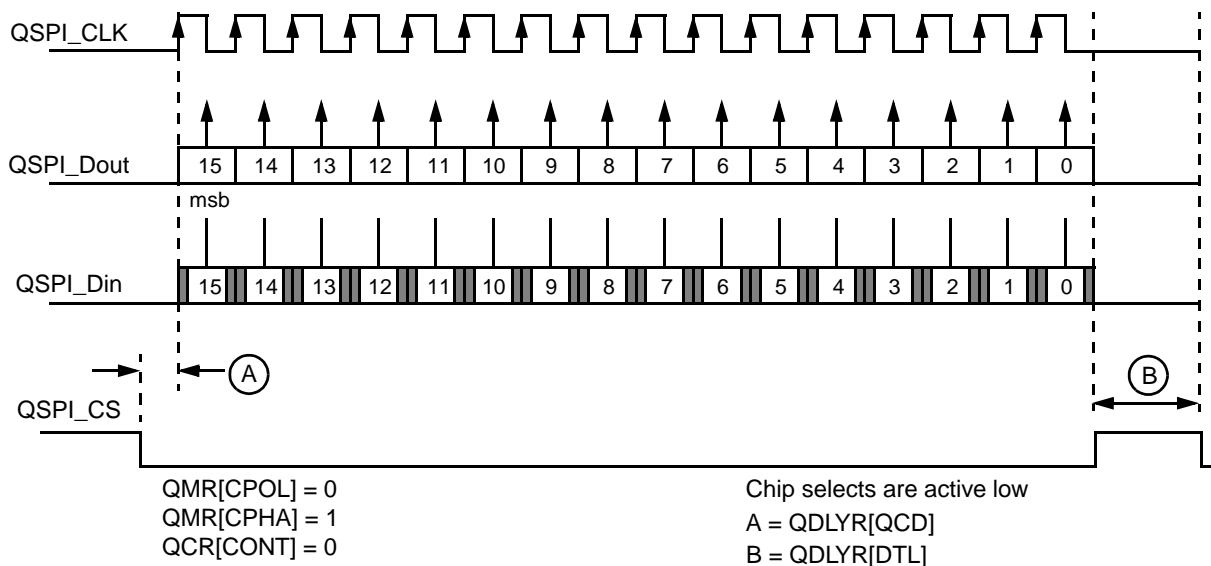 QSPI_CLK
QSPI_Dout
15 14 13 12 11 10 9 8 7 6 5 4 3 2 1 0
msb
QSPI_Din
15 14 13 12 11 10 9 8 7 6 5 4 3 2 1 0
A
B
QSPI_CS
QMR[CPOL] = 0
QMR[CPHA] = 1
QCR[CONT] = 0
Chip selects are active low
A = QDLYR[QCD]
B = QDLYR[DTL]